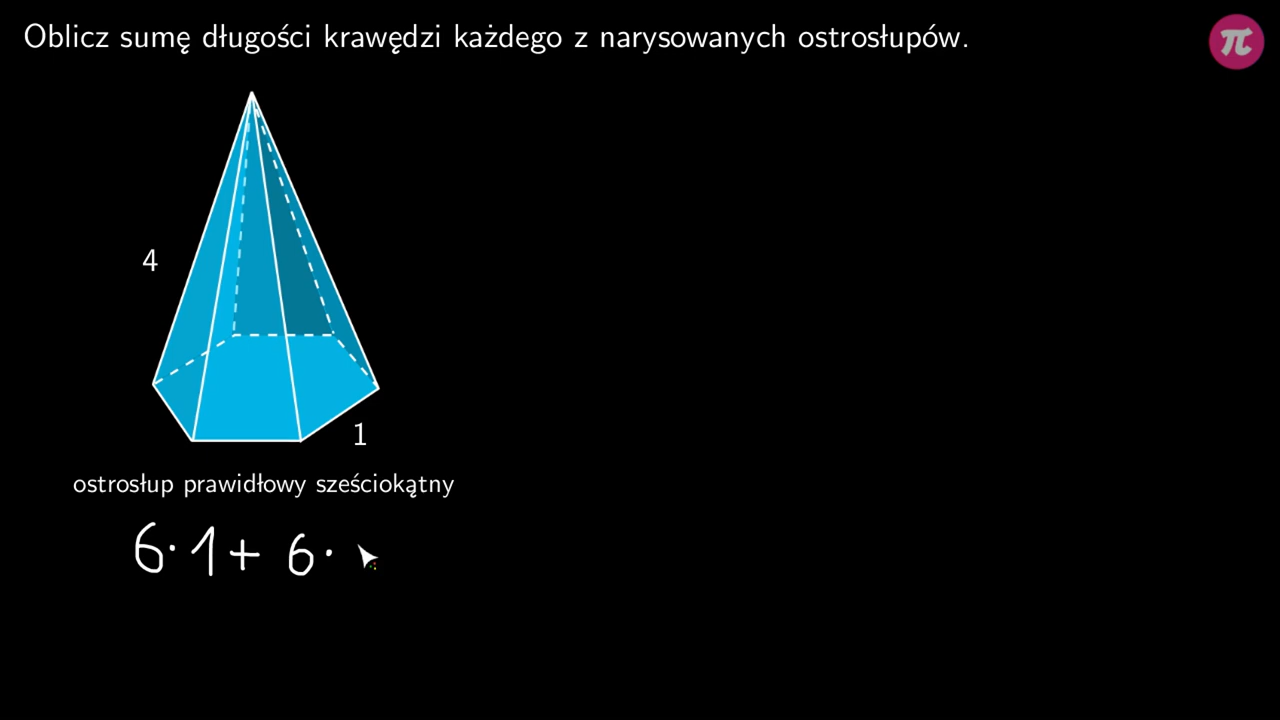 Oblicz sumę długości krawędzi każdego z narysowanych ostrosłupów.
π
4
1
ostrosłup prawidłowy sześciokątny
6·1+ 6·